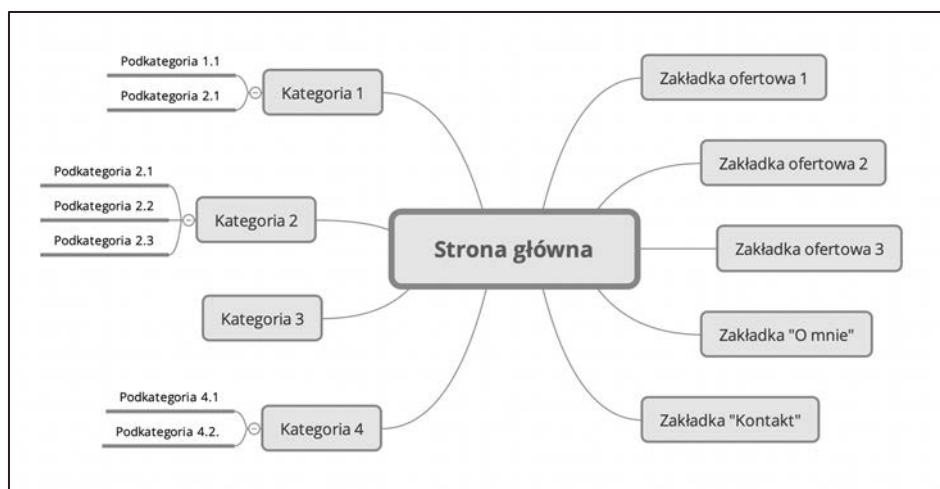 Podkategoria 1.1
Podkategoria 2.1
Kategoria 1
Podkategoria 2.1
Podkategoria 2.2
Podkategoria 2.3
Kategoria 2
Kategoria 3
Podkategoria 4.1
Podkategoria 4.2.
Kategoria 4
Strona główna
Zakładka ofertowa 1
Zakładka ofertowa 2
Zakładka ofertowa 3
Zakładka "O mnie"
Zakładka "Kontakt"